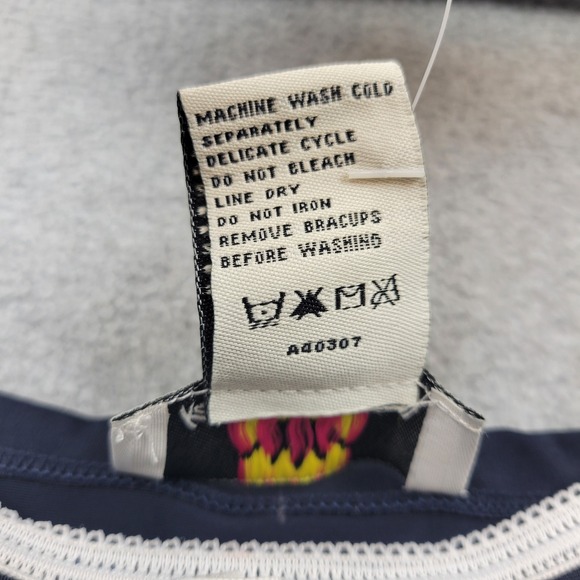 MACHINE WASH COLD
SEPARATELY
DELICATE CYCLE
DO NOT BLEACH
LINE DRY
DO NOT IRON
REMOVE BRACUPS
BEFORE WASHING
A40307